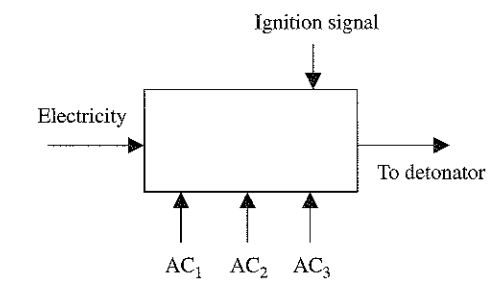 Ignition signal
Electricity
To detonator
AC₁ AC₂ AC₃